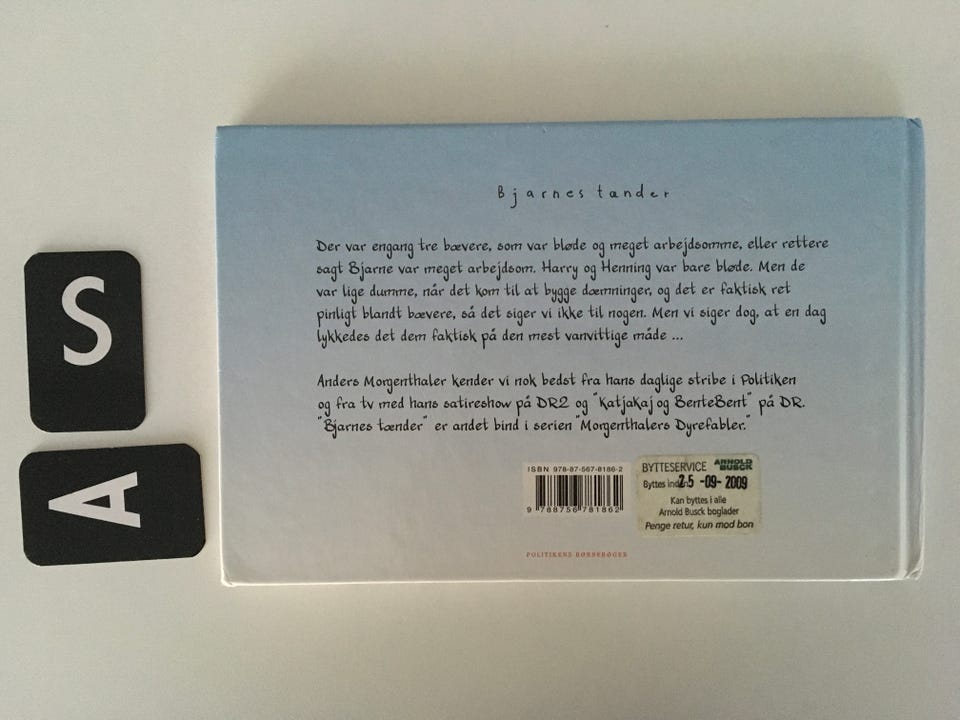 S
A
Bjarnes tænder
Der var engang tre bævere, som var bløde og meget arbejdsomme, eller rettere
sagt Bjarne var meget arbejdsom. Harry og Henning var bare bløde. Men de
var lige dumme, når det kom til at bygge dæmninger, og det er faktisk ret
pinligt blandt bævere, så det siger vi ikke til nogen. Men vi siger dog, at en dag
lykkedes det dem faktisk på den mest vanvittige måde ...
Anders Morgenthaler kender vi nok bedst fra hans daglige stribe i Politiken
og fra tv med hans satireshow på DR2 og "Katjakaj og BenteBent" på DR.
"Bjarnes tænder" er andet bind i serien "Morgenthalers Dyrefabler."
ISBN 978-87-567-8186-2
9 788756 781862
BYTTESERVICE ARNOLD BUSCK
Byttes inden 25 -09- 2009
Kan byttes i alle
Arnold Busck boglader
Penge retur, kun mod bon
POLITIKENS BØRNEBØGER